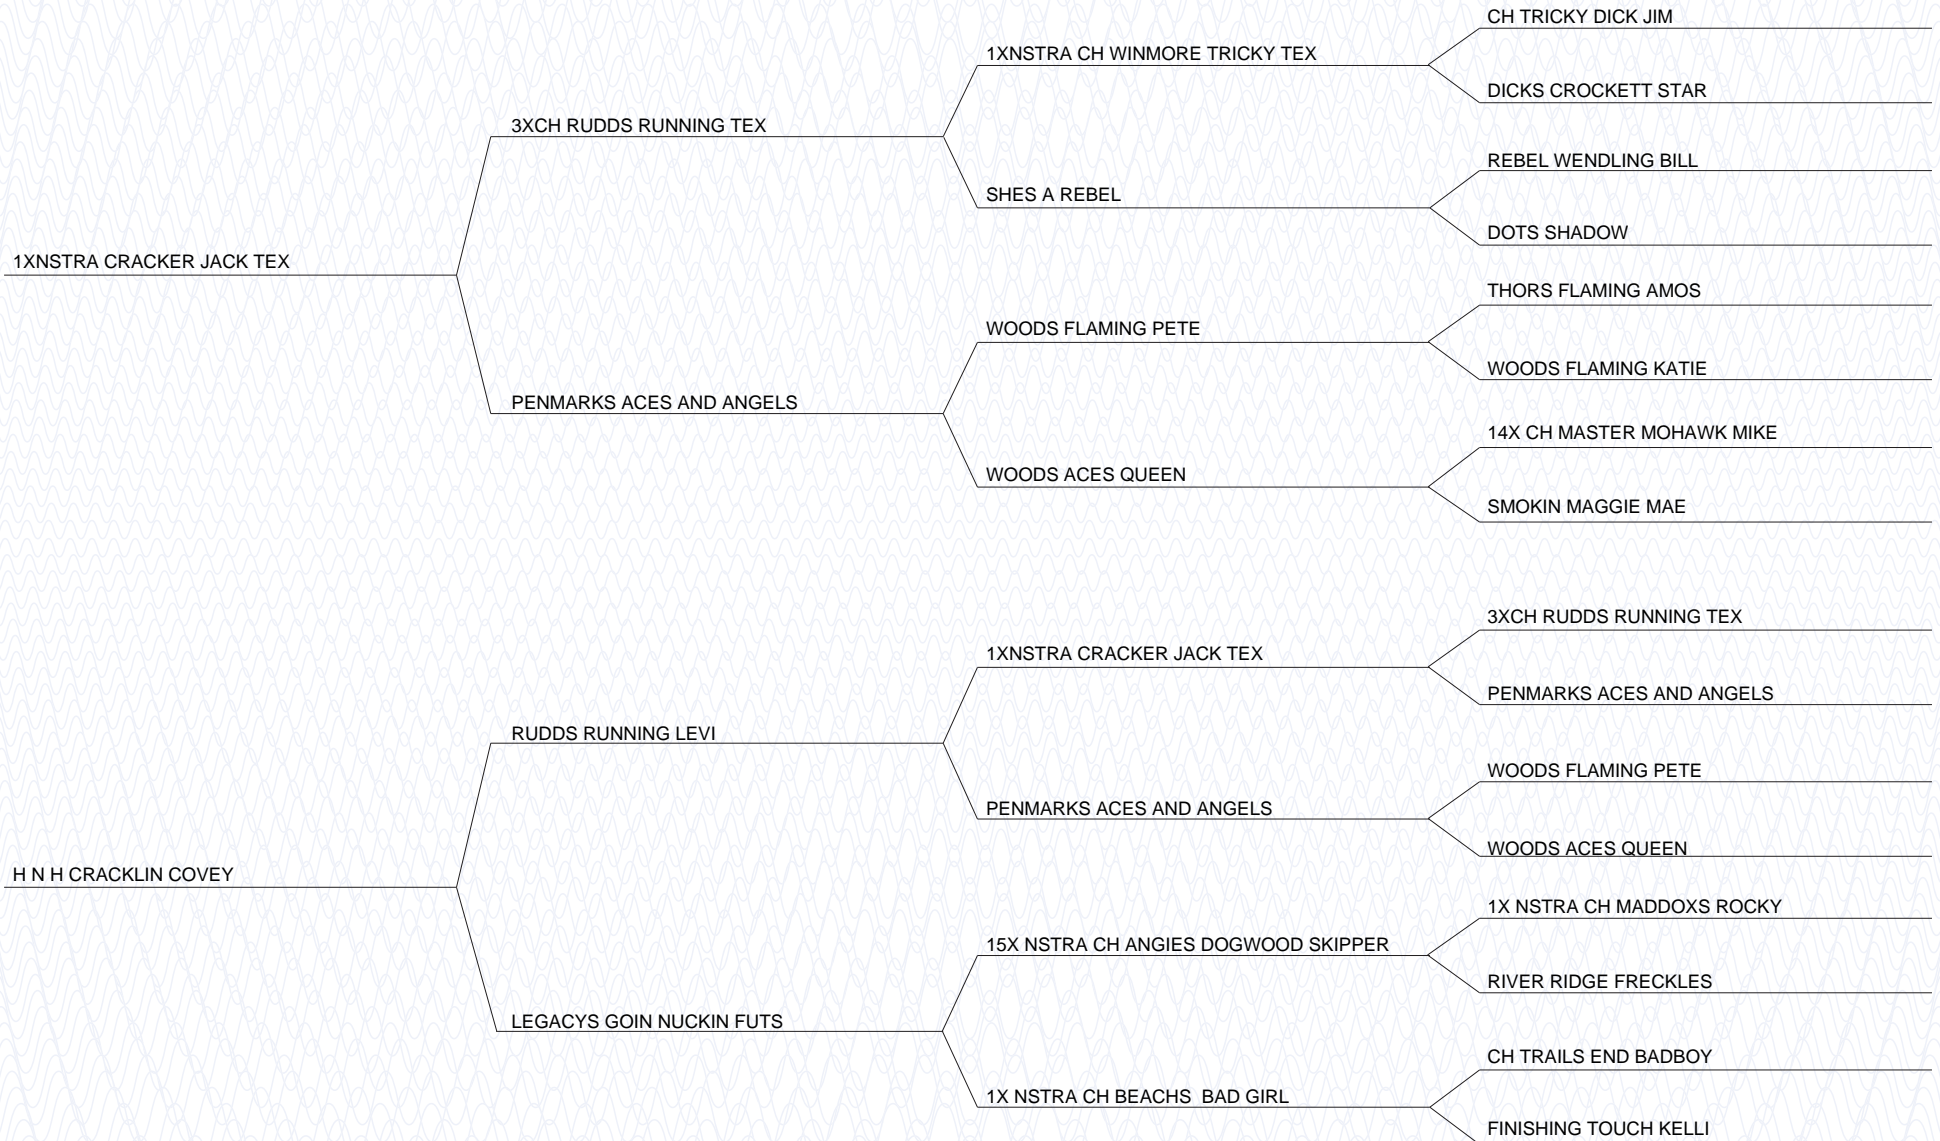 CH TRICKY DICK JIM
1XNSTRA CH WINMORE TRICKY TEX
DICKS CROCKETT STAR
3XCH RUDDS RUNNING TEX
REBEL WENDLING BILL
SHES A REBEL
DOTS SHADOW
1XNSTRA CRACKER JACK TEX
THORS FLAMING AMOS
WOODS FLAMING PETE
WOODS FLAMING KATIE
PENMARKS ACES AND ANGELS
14X CH MASTER MOHAWK MIKE
WOODS ACES QUEEN
SMOKIN MAGGIE MAE
3XCH RUDDS RUNNING TEX
1XNSTRA CRACKER JACK TEX
PENMARKS ACES AND ANGELS
RUDDS RUNNING LEVI
WOODS FLAMING PETE
PENMARKS ACES AND ANGELS
WOODS ACES QUEEN
H N H CRACKLIN COVEY
1X NSTRA CH MADDOXS ROCKY
15X NSTRA CH ANGIES DOGWOOD SKIPPER
RIVER RIDGE FRECKLES
LEGACYS GOIN NUCKIN FUTS
CH TRAILS END BADBOY
1X NSTRA CH BEACHS  BAD GIRL
FINISHING TOUCH KELLI